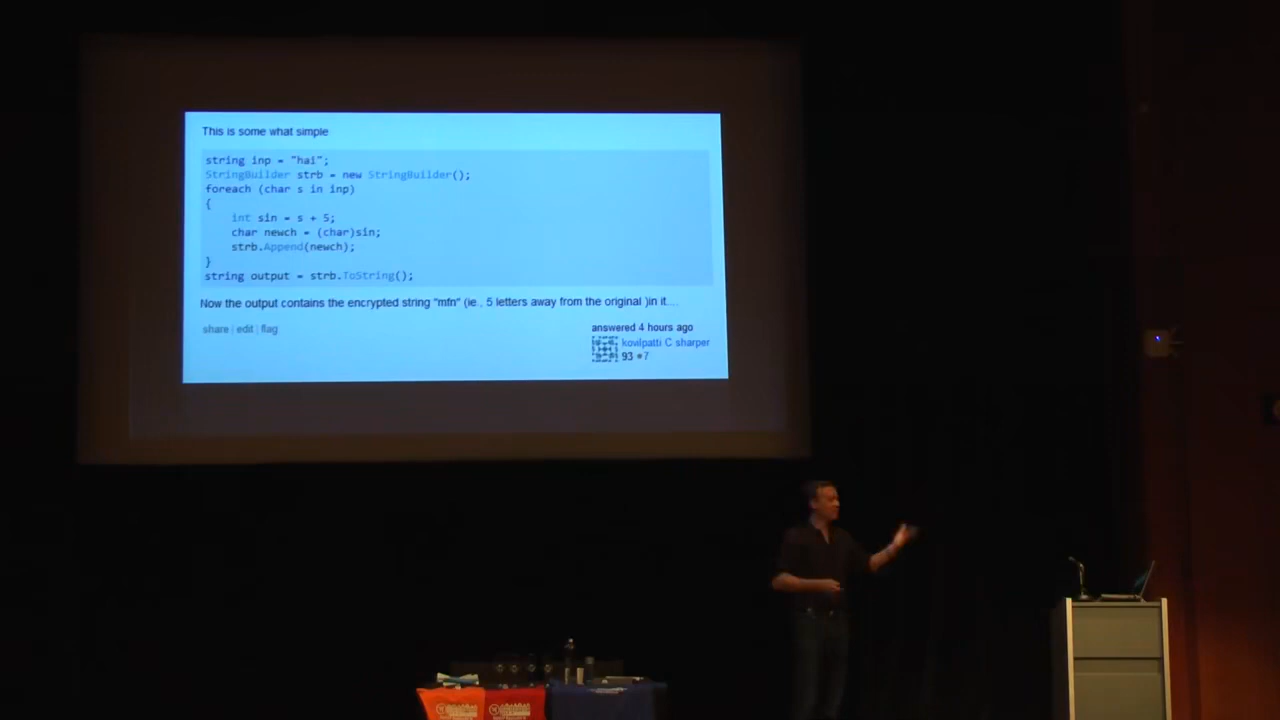 This is some what simple
string inp = "hai";
StringBuilder strb = new StringBuilder();
foreach (char s in inp)
{
int sin = s + 5;
char newch = (char)sin;
strb.Append(newch);
}
string output = strb.ToString();
Now the output contains the encrypted string "mfn" (ie., 5 letters away from the original )in it....
share | edit | flag
answered 4 hours ago
kovilpatti C sharper
93 ●7